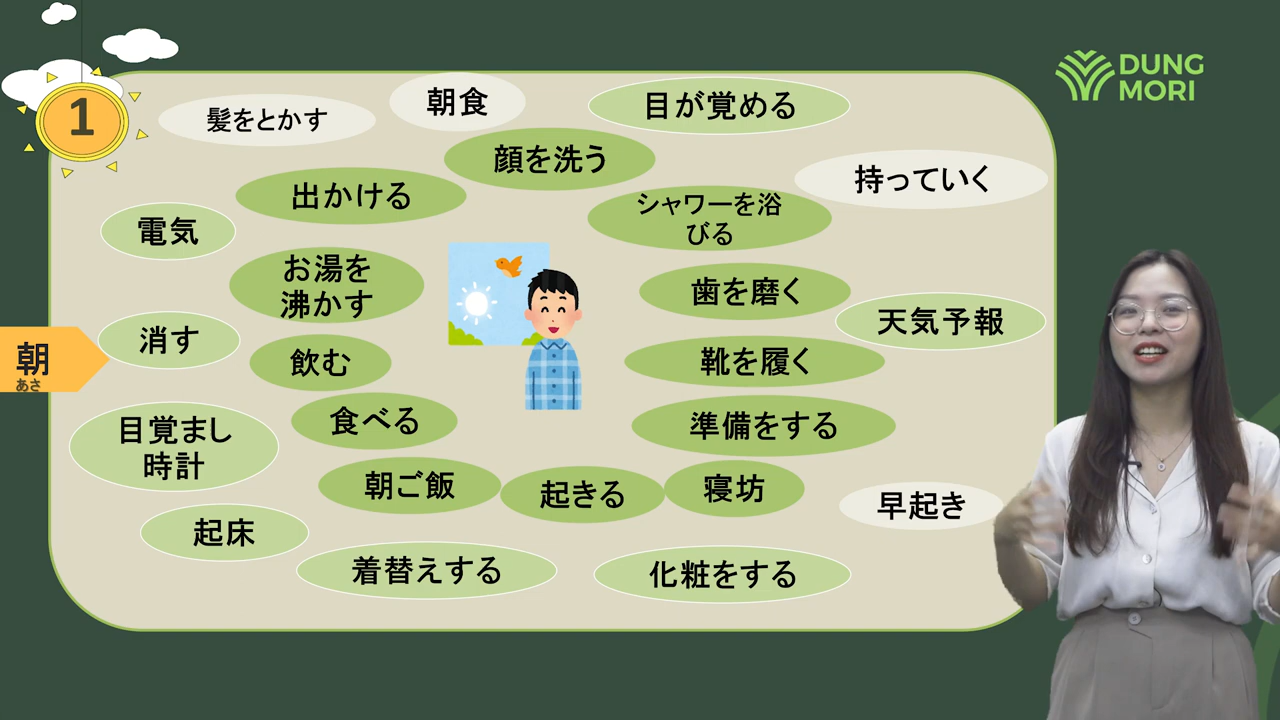 1
DUNG
MORI
髪をとかす
朝食
目が覚める
顔を洗う
持っていく
出かける
シャワーを浴
びる
電気
お湯を
沸かす
歯を磨く
天気予報
消す
朝
あさ
飲む
靴を履く
食べる
準備をする
目覚まし
時計
朝ご飯
起きる
寝坊
早起き
起床
着替えする
化粧をする